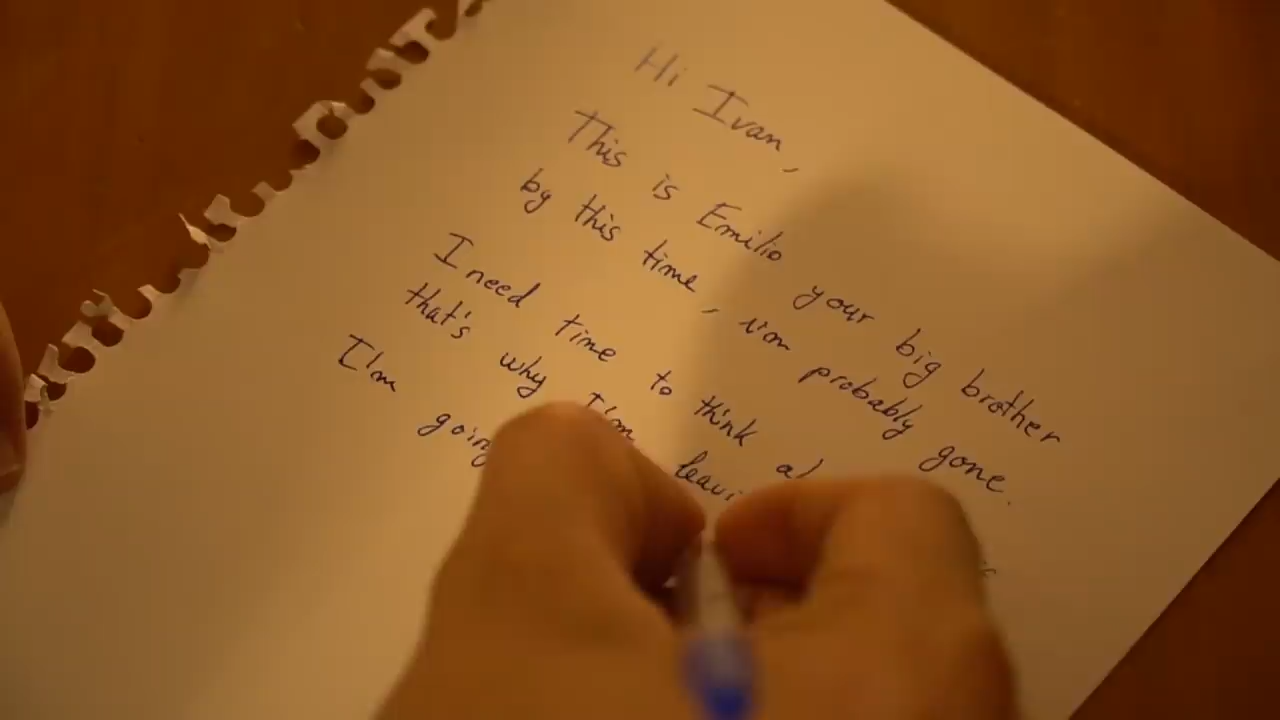 Hi Ivan,
This is Emilio your big brother
by this time, i'm probably gone.
I need time to think
that's why I'm
I'm going